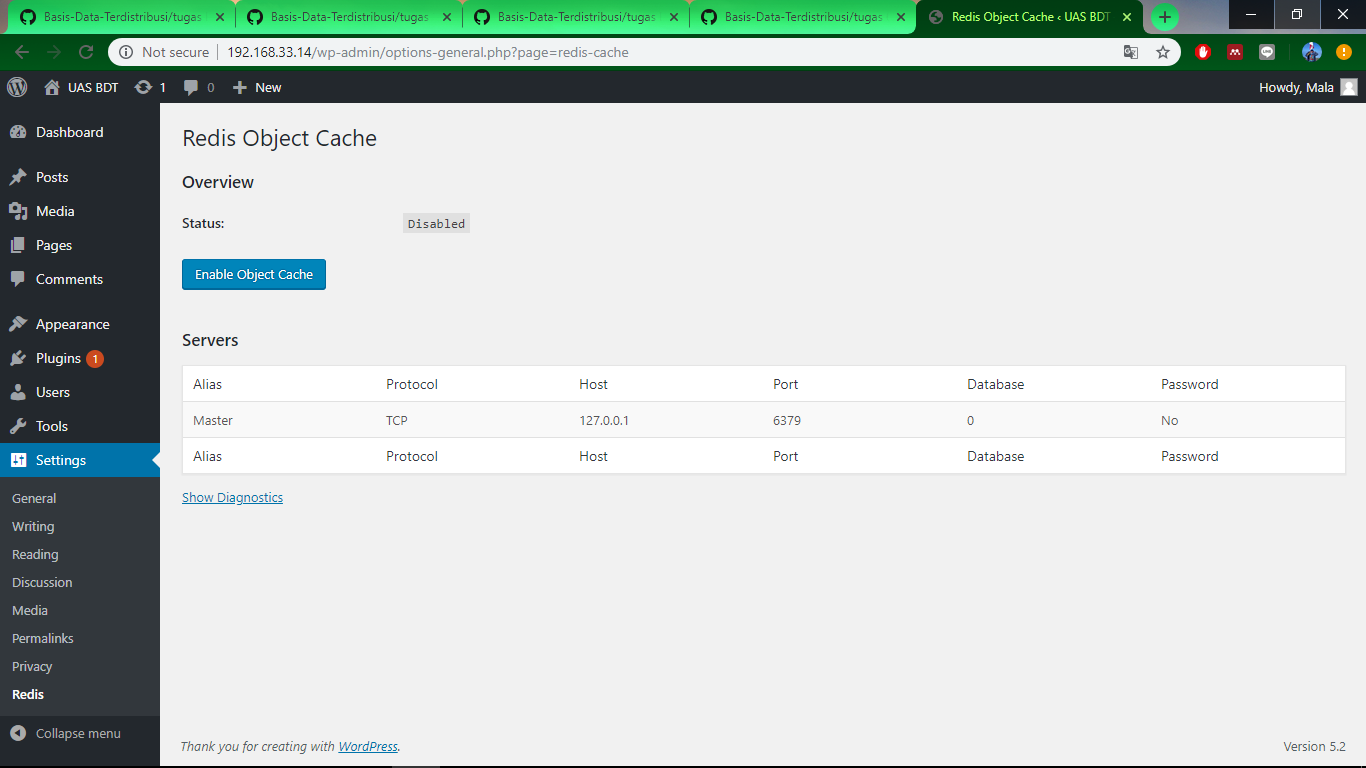 Basis-Data-Terdistribusi/tugas
Basis-Data-Terdistribusi/tugas
Basis-Data-Terdistribusi/tugas
Basis-Data-Terdistribusi/tugas
Redis Object Cache ‹ UAS BDT
Not secure 192.168.33.14/wp-admin/options-general.php?page=redis-cache
UAS BDT 1 0 New Howdy, Mala
Dashboard
Posts
Media
Pages
Comments
Appearance
Plugins 1
Users
Tools
Settings
General
Writing
Reading
Discussion
Media
Permalinks
Privacy
Redis
Collapse menu
Redis Object Cache
Overview
Status: Disabled
Enable Object Cache
Servers
Alias Protocol Host Port Database Password
Master TCP 127.0.0.1 6379 0 No
Alias Protocol Host Port Database Password
Show Diagnostics
Thank you for creating with WordPress. Version 5.2